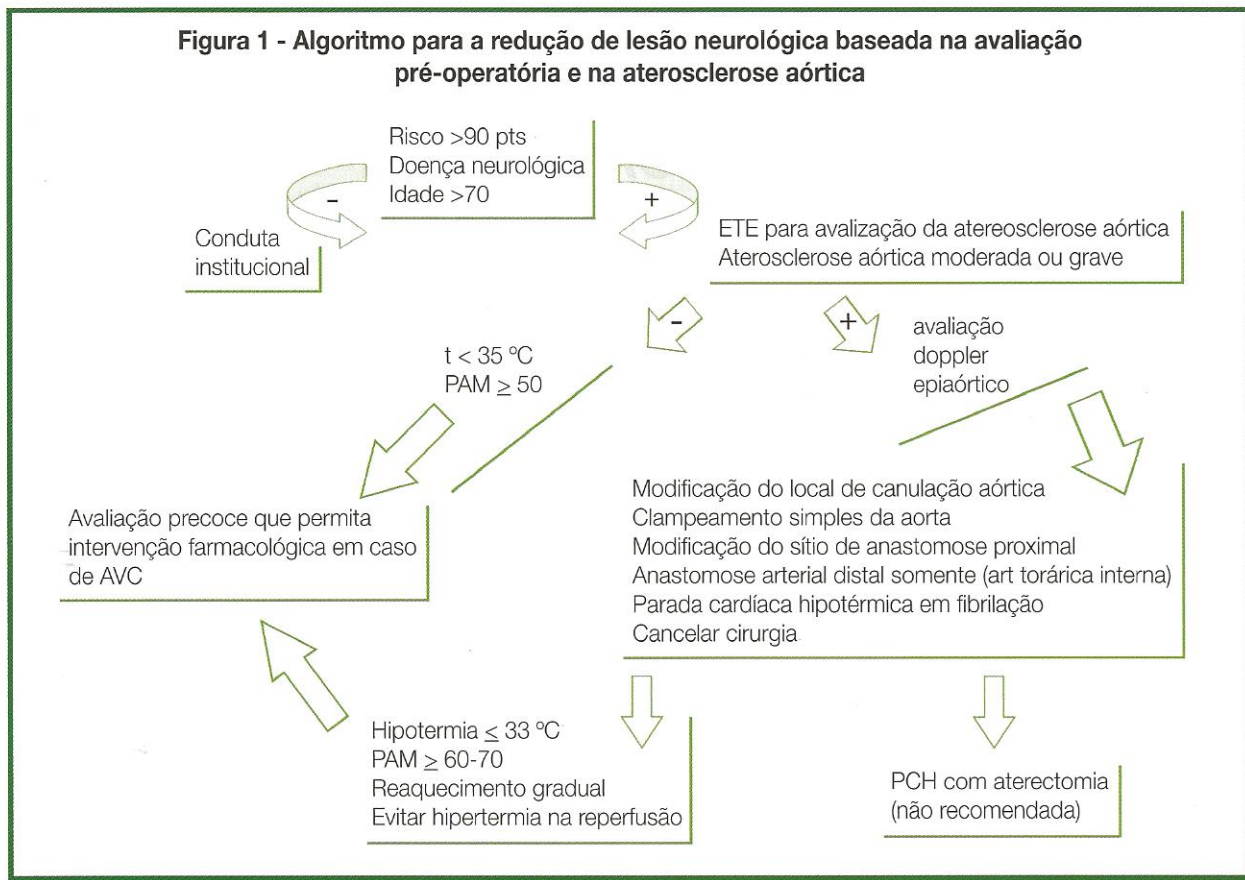 Figura 1 - Algoritmo para a redução de lesão neurológica baseada na avaliação
pré-operatória e na aterosclerose aórtica
Risco >90 pts
Doença neurológica
Idade >70
-
+
Conduta
institucional
ETE para avalização da atereosclerose aórtica
Aterosclerose aórtica moderada ou grave
-
+
avaliação
doppler
epiaórtico
t < 35 ºC
PAM ≥ 50
Avaliação precoce que permita
intervenção farmacológica em caso
de AVC
Modificação do local de canulação aórtica
Clampeamento simples da aorta
Modificação do sítio de anastomose proximal
Anastomose arterial distal somente (art torárica interna)
Parada cardíaca hipotérmica em fibrilação
Cancelar cirurgia
Hipotermia ≤ 33 ºC
PAM ≥ 60-70
Reaquecimento gradual
Evitar hipertermia na reperfusão
PCH com aterectomia
(não recomendada)